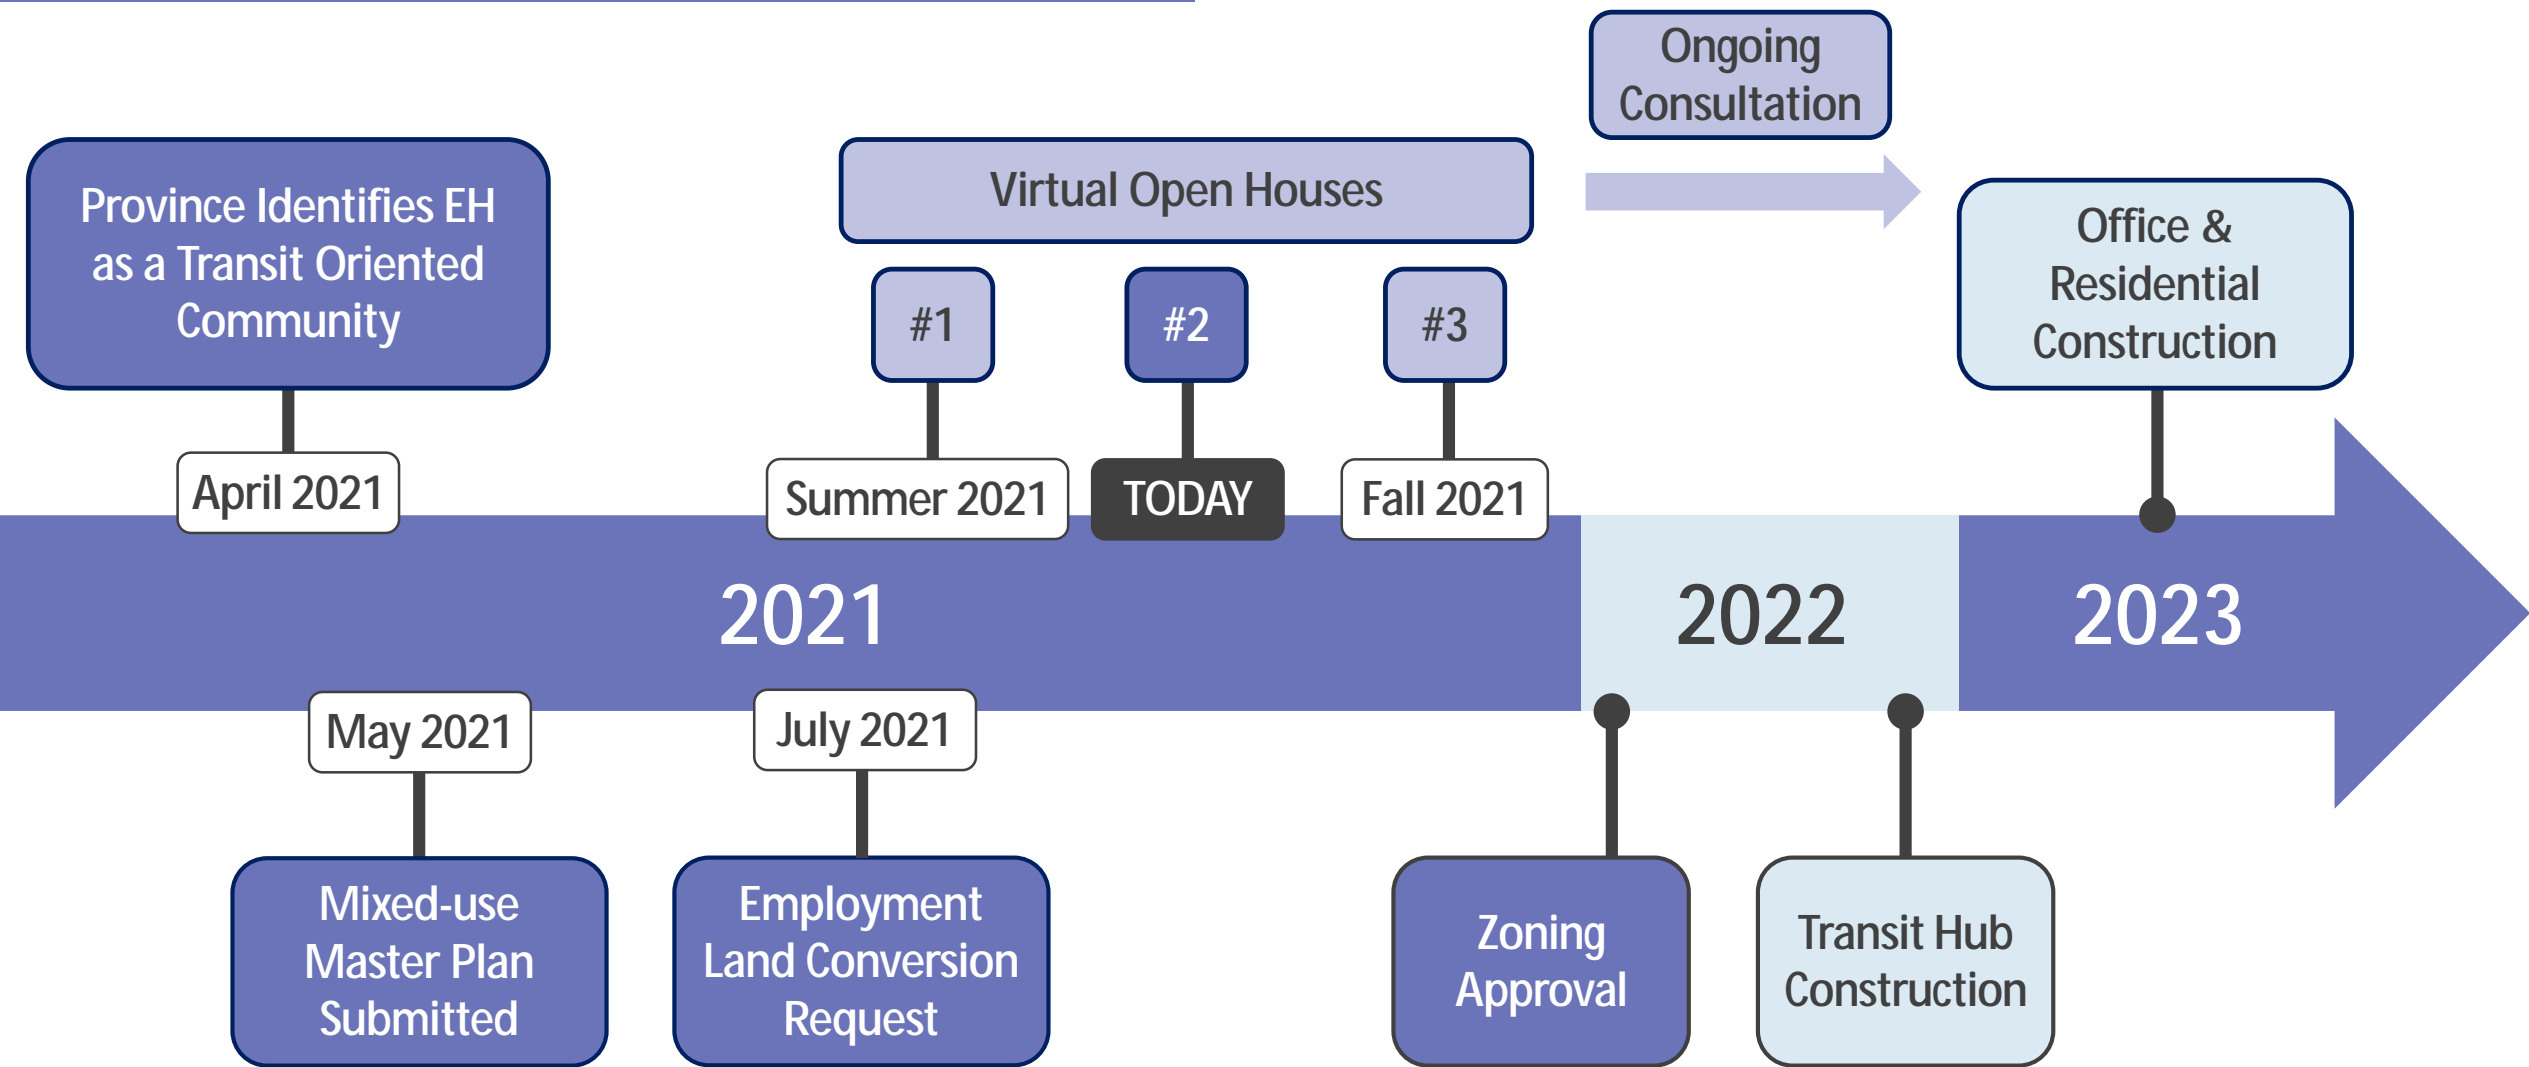 Ongoing
Consultation
Province Identifies EH
as a Transit Oriented
Community
Virtual Open Houses
#1
#2
#3
Office &
Residential
Construction
April 2021
Summer 2021
TODAY
Fall 2021
2021
2022
2023
May 2021
July 2021
Mixed-use
Master Plan
Submitted
Employment
Land Conversion
Request
Zoning
Approval
Transit Hub
Construction